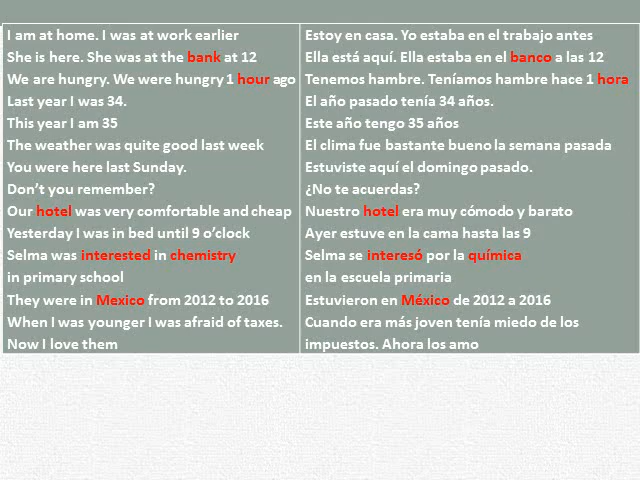 I am at home. I was at work earlier
She is here. She was at the bank at 12
We are hungry. We were hungry 1 hour ago
Last year I was 34.
This year I am 35
The weather was quite good last week
You were here last Sunday.
Don't you remember?
Our hotel was very comfortable and cheap
Yesterday I was in bed until 9 o'clock
Selma was interested in chemistry
in primary school
They were in Mexico from 2012 to 2016
When I was younger I was afraid of taxes.
Now I love them
Estoy en casa. Yo estaba en el trabajo antes
Ella está aquí. Ella estaba en el banco a las 12
Tenemos hambre. Teníamos hambre hace 1 hora
El año pasado tenía 34 años.
Este año tengo 35 años
El clima fue bastante bueno la semana pasada
Estuviste aquí el domingo pasado.
¿No te acuerdas?
Nuestro hotel era muy cómodo y barato
Ayer estuve en la cama hasta las 9
Selma se interesó por la química
en la escuela primaria
Estuvieron en México de 2012 a 2016
Cuando era más joven tenía miedo de los
impuestos. Ahora los amo